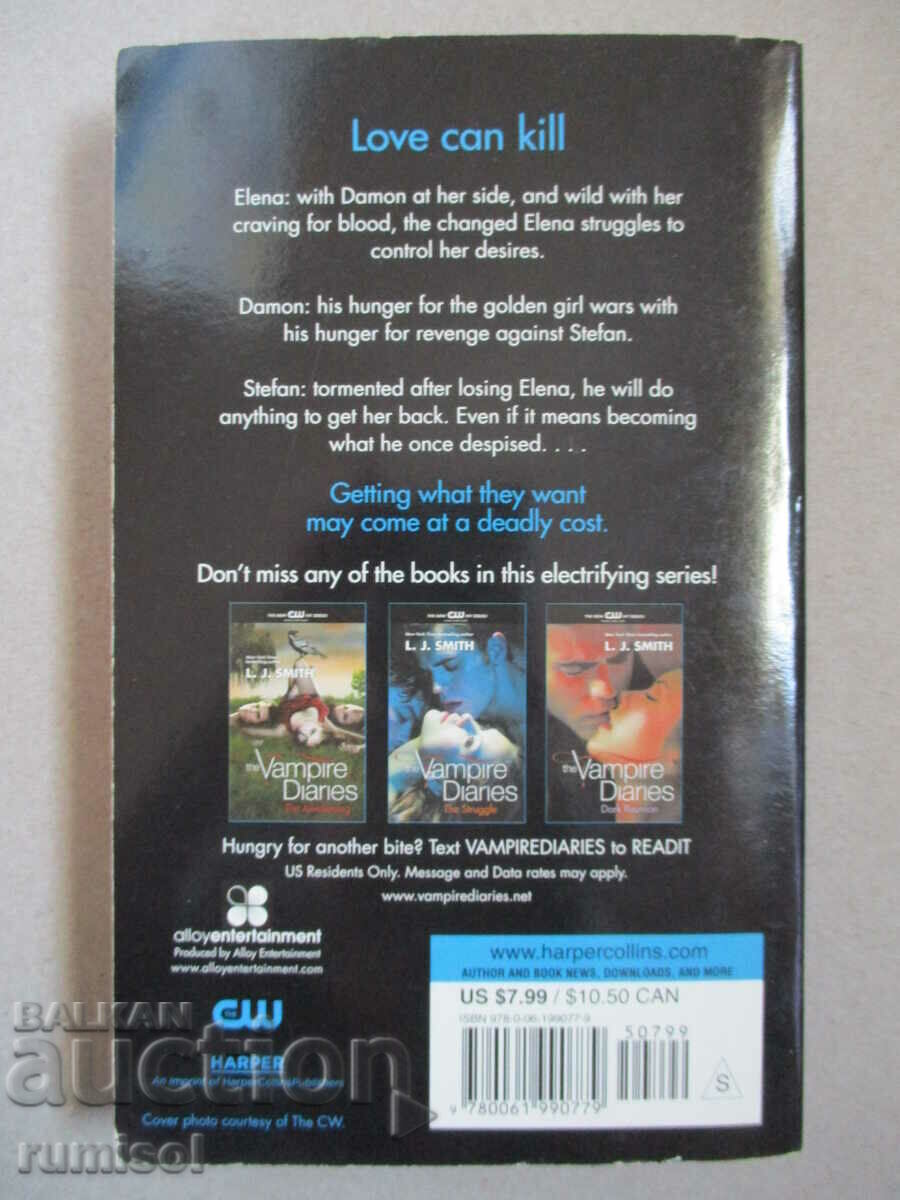 Love can kill
Elena: with Damon at her side, and wild with her
craving for blood, the changed Elena struggles to
control her desires.
Damon: his hunger for the golden girl wars with
his hunger for revenge against Stefan.
Stefan: tormented after losing Elena, he will do
anything to get her back. Even if it means becoming
what he once despised. . . .
Getting what they want
may come at a deadly cost.
Don't miss any of the books in this electrifying series!
L. J. SMITH
the Vampire
Diaries
The Awakening
L. J. SMITH
the Vampire
Diaries
The Struggle
L. J. SMITH
the Vampire
Diaries
Dark Reunion
Hungry for another bite? Text VAMPIREDIARIES to READIT
US Residents Only. Message and Data rates may apply.
www.vampirediaries.net
alloyentertainment
Produced by Alloy Entertainment
www.alloyentertainment.com
THE CW
HARPER
An imprint of HarperCollinsPublishers
Cover photo courtesy of The CW.
www.harpercollins.com
AUTHOR AND BOOK NEWS, DOWNLOADS, AND MORE
US $7.99 / $10.50 CAN
ISBN 978-0-06-199077-9
50799
9 780061 990779
S
BALKAN
auction
rumisol